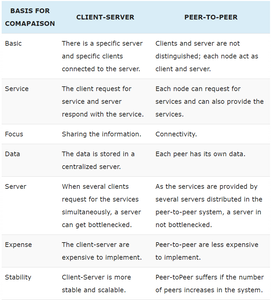 BASIS FOR
COMAPAISON
CLIENT-SERVER
PEER-TO-PEER
Basic
There is a specific server
and specific clients
connected to the server.
Clients and server are not
distinguished; each node act as
client and server.
Service
The client request for
service and server
respond with the service.
Each node can request for
services and can also provide the
services.
Focus
Sharing the information.
Connectivity.
Data
The data is stored in a
centralized server.
Each peer has its own data.
Server
When several clients
request for the services
simultaneously, a server
can get bottlenecked.
As the services are provided by
several servers distributed in the
peer-to-peer system, a server in
not bottlenecked.
Expense
The client-server are
expensive to implement.
Peer-to-peer are less expensive
to implement.
Stability
Client-Server is more
stable and scalable.
Peer-toPeer suffers if the number
of peers increases in the system.